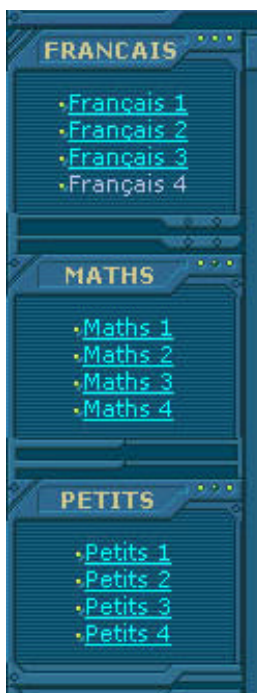 FRANCAIS
Français 1
Français 2
Français 3
Français 4
MATHS
Maths 1
Maths 2
Maths 3
Maths 4
PETITS
Petits 1
Petits 2
Petits 3
Petits 4